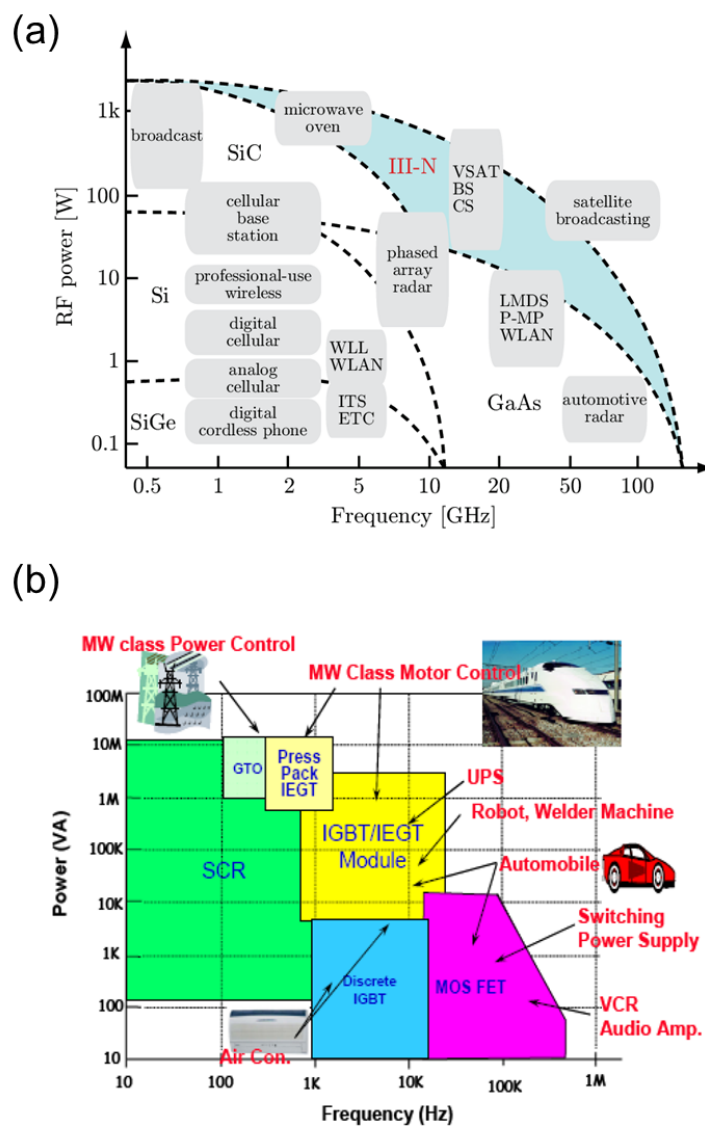 (a)
1k
100
10
1
0.1
RF power [W]
broadcast
SiC
microwave
oven
III-N
VSAT
BS
CS
satellite
broadcasting
cellular
base
station
phased
array
radar
Si
professional-use
wireless
digital
cellular
WLL
WLAN
LMDS
P-MP
WLAN
analog
cellular
SiGe
digital
cordless phone
ITS
ETC
GaAs
automotive
radar
0.5
1
2
5
10
20
50
100
Frequency [GHz]
(b)
MW class Power Control
MW Class Motor Control
100M
10M
1M
100K
10K
1K
100
10
Power (VA)
GTO
Press
Pack
IEGT
UPS
Robot, Welder Machine
IGBT/IEGT
Module
Automobile
SCR
Switching
Power Supply
Discrete
IGBT
MOS FET
VCR
Audio Amp.
Air Con.
10
100
1K
10K
100K
1M
Frequency (Hz)